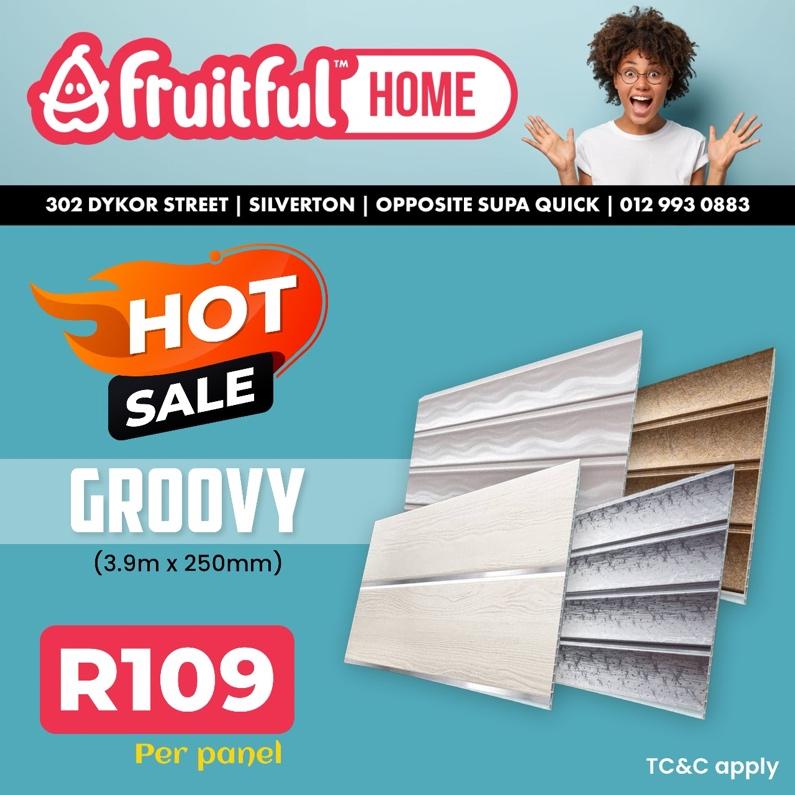 fruitful™ HOME
302 DYKOR STREET | SILVERTON | OPPOSITE SUPA QUICK | 012 993 0883
HOT
SALE
GROOVY
(3.9m x 250mm)
R109
Per panel
TC&C apply